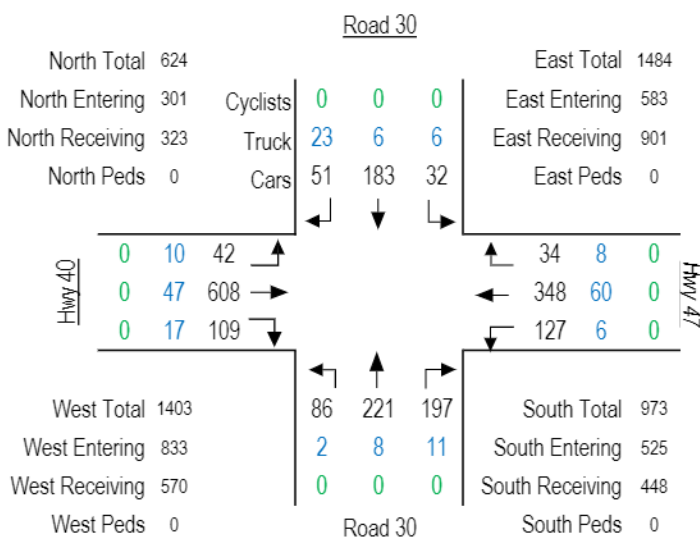 Road 30
North Total 624
North Entering 301
North Receiving 323
North Peds 0
Cyclists 0 0 0
Truck 23 6 6
Cars 51 183 32
East Total 1484
East Entering 583
East Receiving 901
East Peds 0
Hwy 40
0 10 42
0 47 608
0 17 109
34 8 0
348 60 0
127 6 0
Hwy 47
West Total 1403
West Entering 833
West Receiving 570
West Peds 0
86 221 197
2 8 11
0 0 0
Road 30
South Total 973
South Entering 525
South Receiving 448
South Peds 0